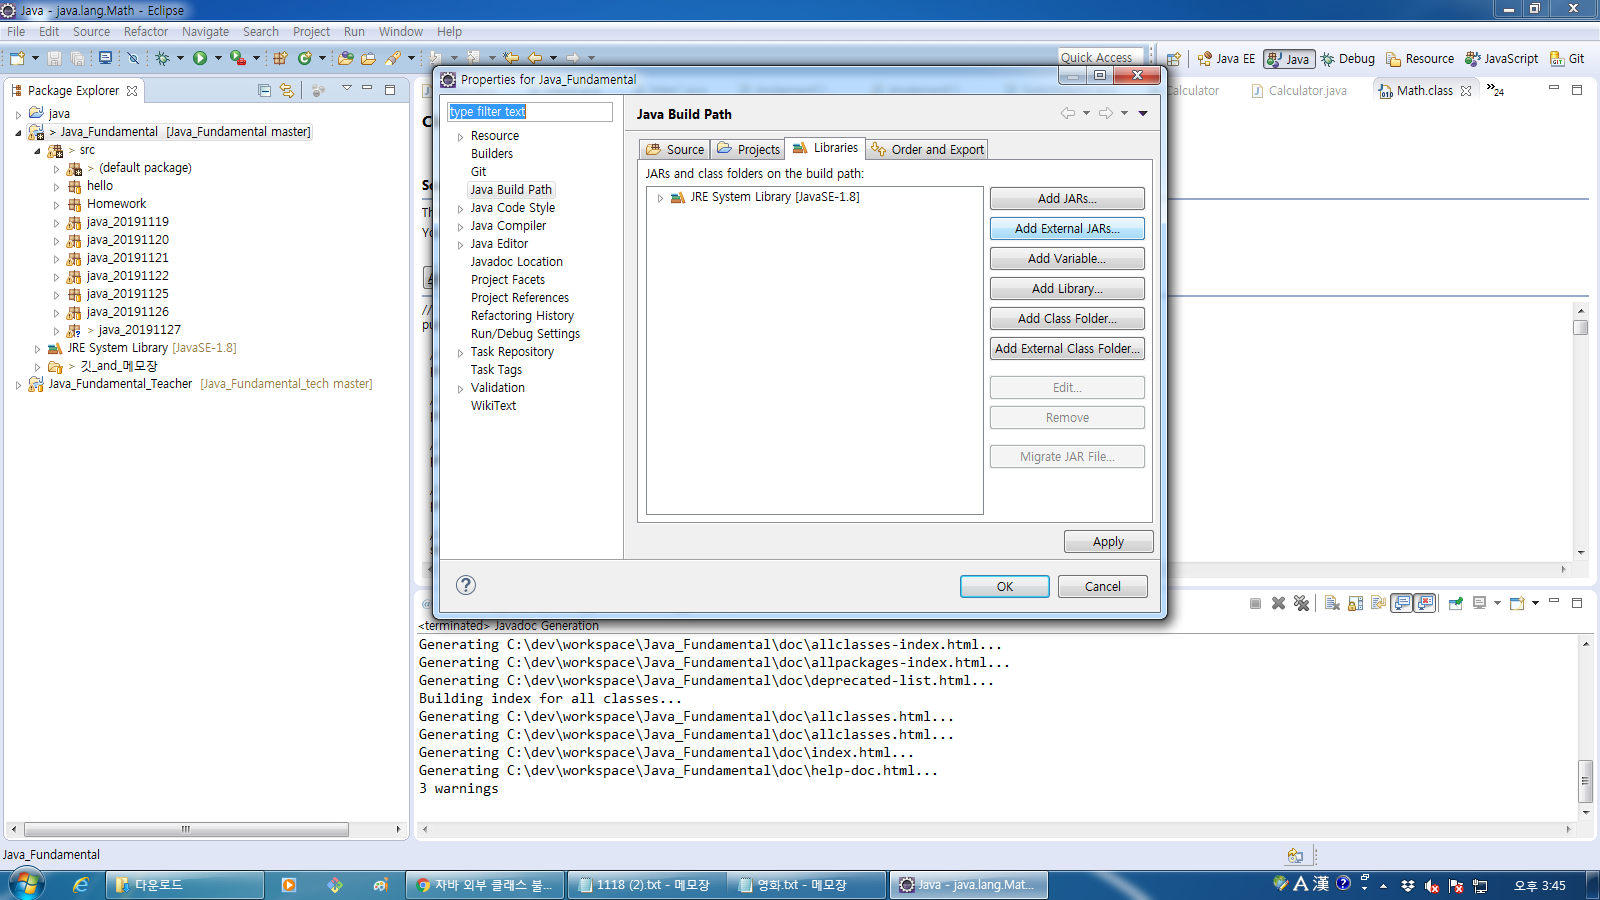 Java - java.lang.Math - Eclipse
File Edit Source Refactor Navigate Search Project Run Window Help
Quick Access
Java EE Java Debug Resource JavaScript Git
Package Explorer
java
> Java_Fundamental [Java_Fundamental master]
> src
> (default package)
hello
Homework
java_20191119
java_20191120
java_20191121
java_20191122
java_20191125
java_20191126
> java_20191127
JRE System Library [JavaSE-1.8]
> 깃_and_메모장
Java_Fundamental_Teacher [Java_Fundamental_tech master]
Calculator Calculator.java Math.class 24
Properties for Java_Fundamental
type filter text
Resource
Builders
Git
Java Build Path
Java Code Style
Java Compiler
Java Editor
Javadoc Location
Project Facets
Project References
Refactoring History
Run/Debug Settings
Task Repository
Task Tags
Validation
WikiText
Java Build Path
Source Projects Libraries Order and Export
JARs and class folders on the build path:
JRE System Library [JavaSE-1.8]
Add JARs...
Add External JARs...
Add Variable...
Add Library...
Add Class Folder...
Add External Class Folder...
Edit...
Remove
Migrate JAR File...
Apply
OK Cancel
<terminated> Javadoc Generation
Generating C:\dev\workspace\Java_Fundamental\doc\allclasses-index.html...
Generating C:\dev\workspace\Java_Fundamental\doc\allpackages-index.html...
Generating C:\dev\workspace\Java_Fundamental\doc\deprecated-list.html...
Building index for all classes...
Generating C:\dev\workspace\Java_Fundamental\doc\allclasses.html...
Generating C:\dev\workspace\Java_Fundamental\doc\allclasses.html...
Generating C:\dev\workspace\Java_Fundamental\doc\index.html...
Generating C:\dev\workspace\Java_Fundamental\doc\help-doc.html...
3 warnings
Java_Fundamental
다운로드 자바 외부 클래스 불... 1118 (2).txt - 메모장 영화.txt - 메모장 Java - java.lang.Mat... A 漢 오후 3:45